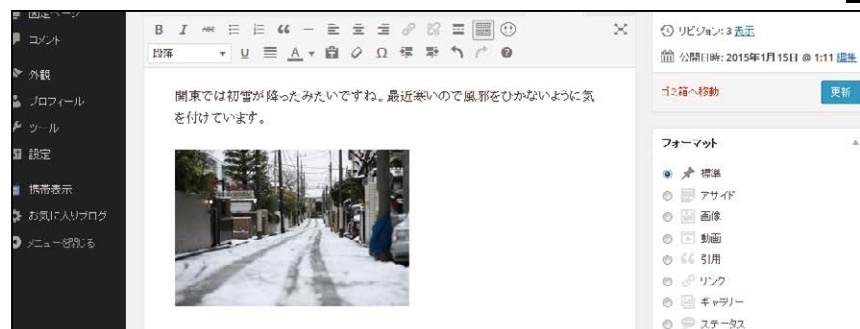 固定ページ
コメント
外観
プロフィール
ツール
設定
携帯表示
お気に入りブログ
メニューを閉じる
B I ABC
段落 U A Ω
関東では初雪が降ったみたいですね。最近寒いので風邪をひかないように気
を付けています。
リビジョン: 3 表示
公開日時: 2015年1月15日 @ 1:11 編集
ゴミ箱へ移動
更新
フォーマット
標準
アサイド
画像
動画
引用
リンク
ギャラリー
ステータス